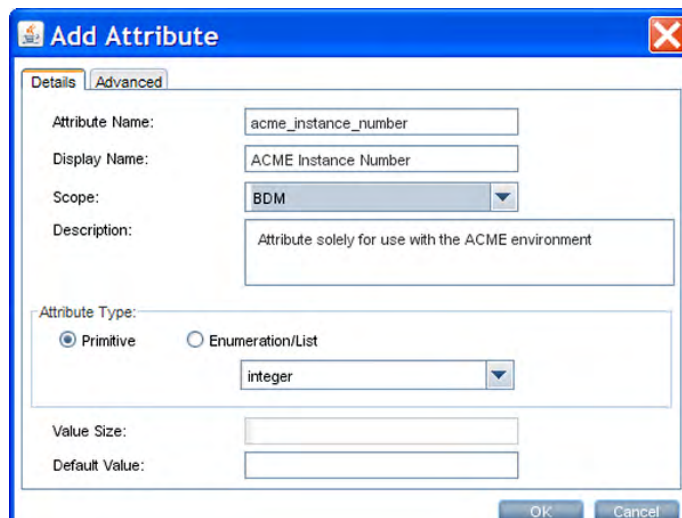 Add Attribute
Details Advanced
Attribute Name: acme_instance_number
Display Name: ACME Instance Number
Scope: BDM
Description: Attribute solely for use with the ACME environment
Attribute Type:
Primitive Enumeration/List
integer
Value Size:
Default Value:
OK Cancel